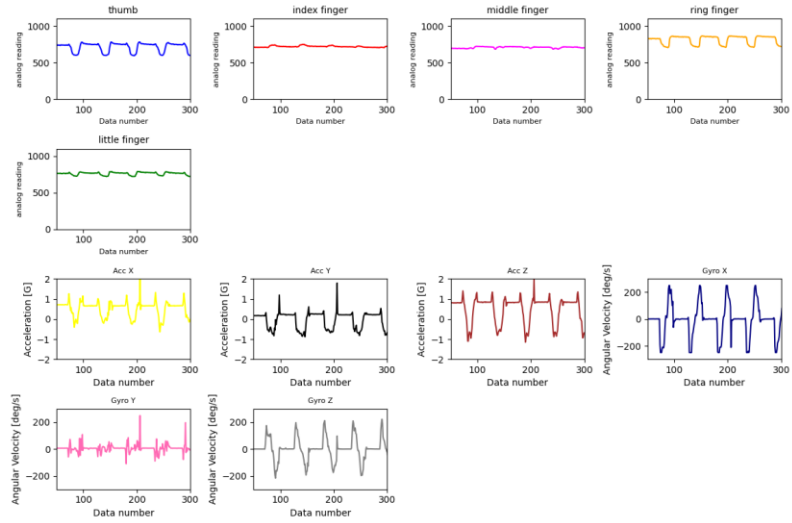 thumb
index finger
middle finger
ring finger
analog reading
1000
500
0
100
200
300
Data number
analog reading
1000
500
0
100
200
300
Data number
analog reading
1000
500
0
100
200
300
Data number
analog reading
1000
500
0
100
200
300
Data number
little finger
analog reading
1000
500
0
100
200
300
Data number
Acc X
Acc Y
Acc Z
Gyro X
Acceleration [G]
2
1
0
−1
−2
100
200
300
Data number
Acceleration [G]
2
1
0
−1
−2
100
200
300
Data number
Acceleration [G]
2
1
0
−1
−2
100
200
300
Data number
Angular Velocity [deg/s]
200
0
−200
100
200
300
Data number
Gyro Y
Gyro Z
Angular Velocity [deg/s]
200
0
−200
100
200
300
Data number
Angular Velocity [deg/s]
200
0
−200
100
200
300
Data number